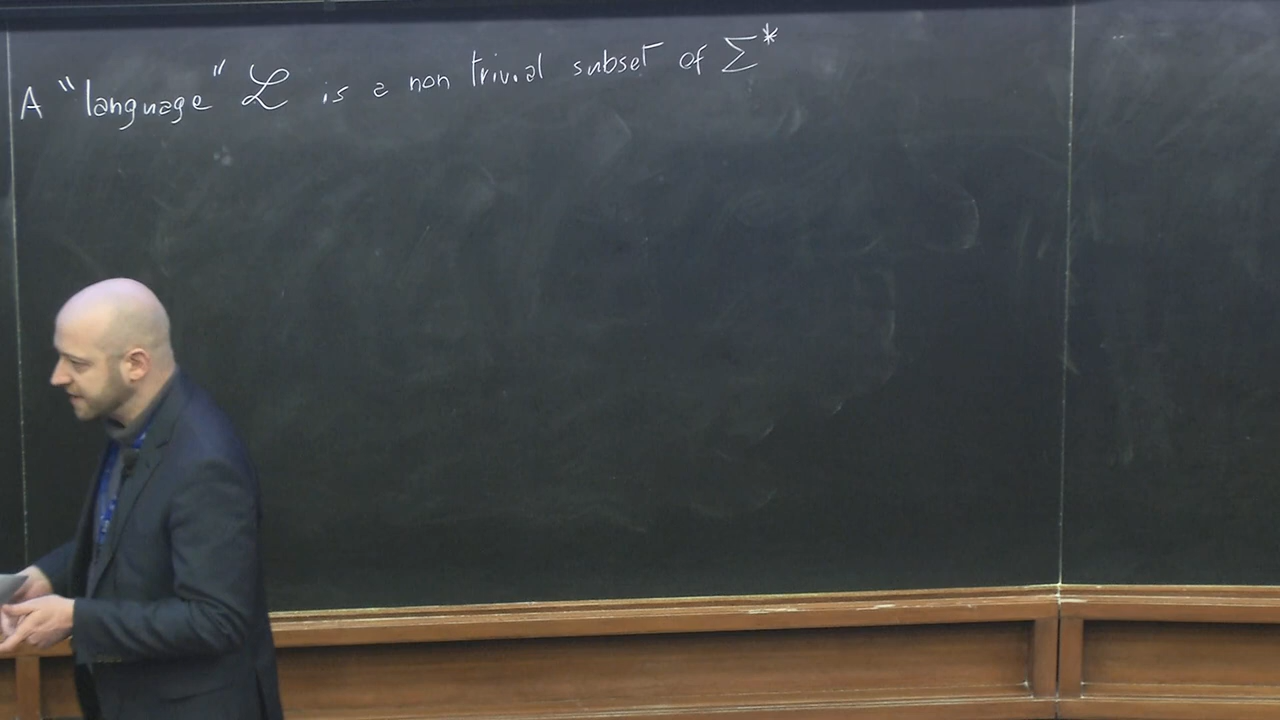 A "language" ℒ is a non trivial subset of Σ*